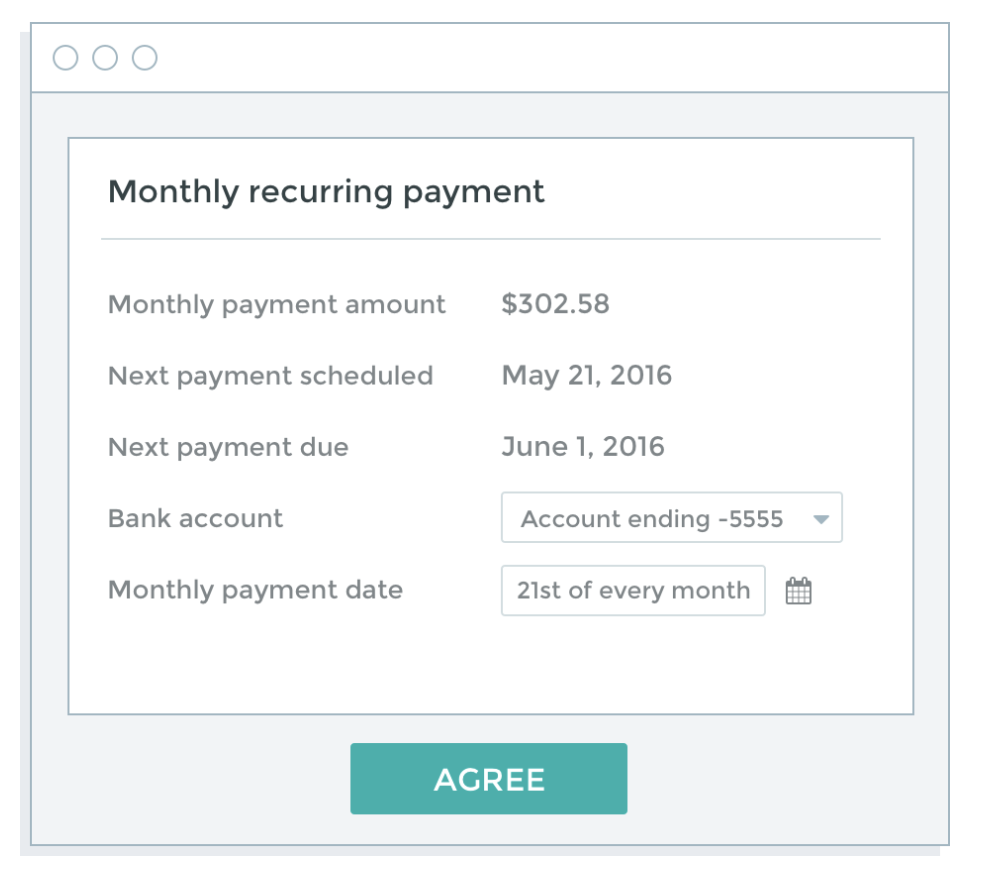 Monthly recurring payment
Monthly payment amount $302.58
Next payment scheduled May 21, 2016
Next payment due June 1, 2016
Bank account Account ending -5555
Monthly payment date 21st of every month
AGREE